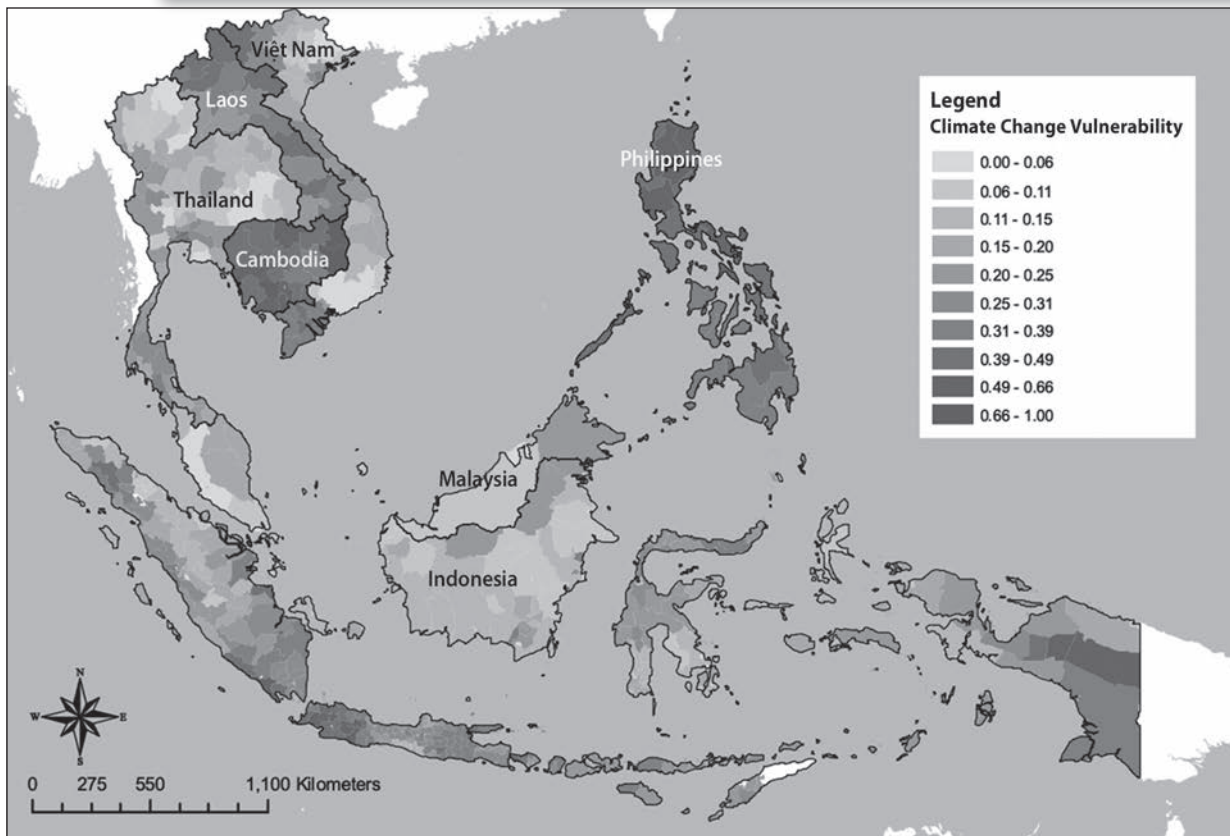 Việt Nam
Laos
Thailand
Cambodia
Philippines
Malaysia
Indonesia
Legend
Climate Change Vulnerability
0.00 - 0.06
0.06 - 0.11
0.11 - 0.15
0.15 - 0.20
0.20 - 0.25
0.25 - 0.31
0.31 - 0.39
0.39 - 0.49
0.49 - 0.66
0.66 - 1.00
N
W E
S
0 275 550 1,100 Kilometers